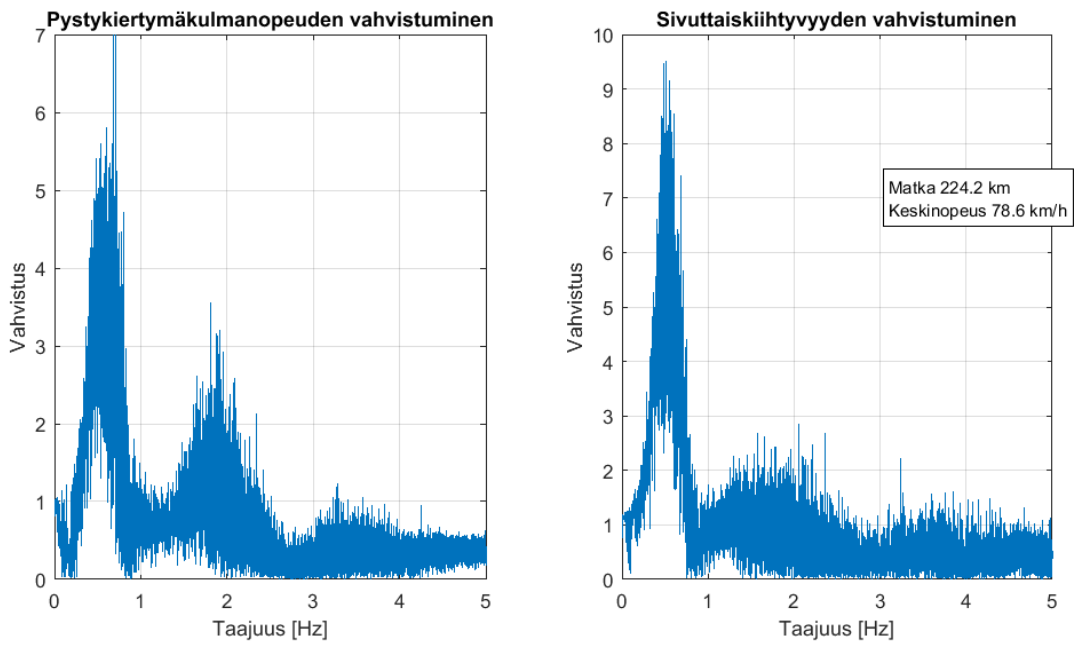 Pystykiertymäkulmanopeuden vahvistuminen
7
6
5
4
3
2
1
0
Vahvistus
0 1 2 3 4 5
Taajuus [Hz]
Sivuttaiskiihtyvyyden vahvistuminen
10
9
8
7
6
5
4
3
2
1
0
Vahvistus
Matka 224.2 km
Keskinopeus 78.6 km/h
0 1 2 3 4 5
Taajuus [Hz]